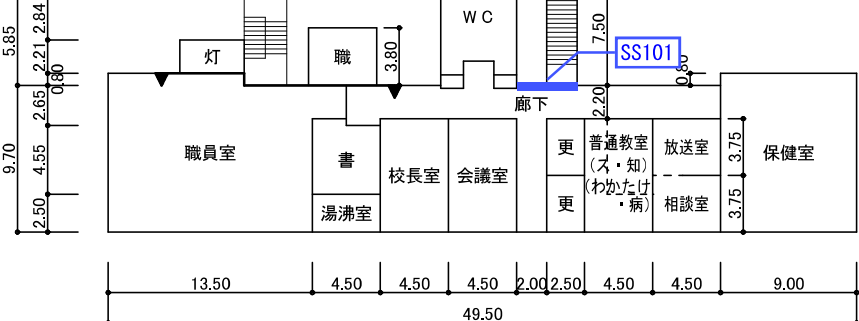 WC
7.50
5.85
2.84
2.21
0.80
灯
職
3.80
SS101
0.80
廊下
2.20
9.70
2.65
4.55
2.50
職員室
書
湯沸室
校長室
会議室
更
更
普通教室
(ス・知)
(わかたけ
・病)
放送室
相談室
3.75
3.75
保健室
13.50
4.50
4.50
4.50
2.00
2.50
4.50
4.50
9.00
49.50